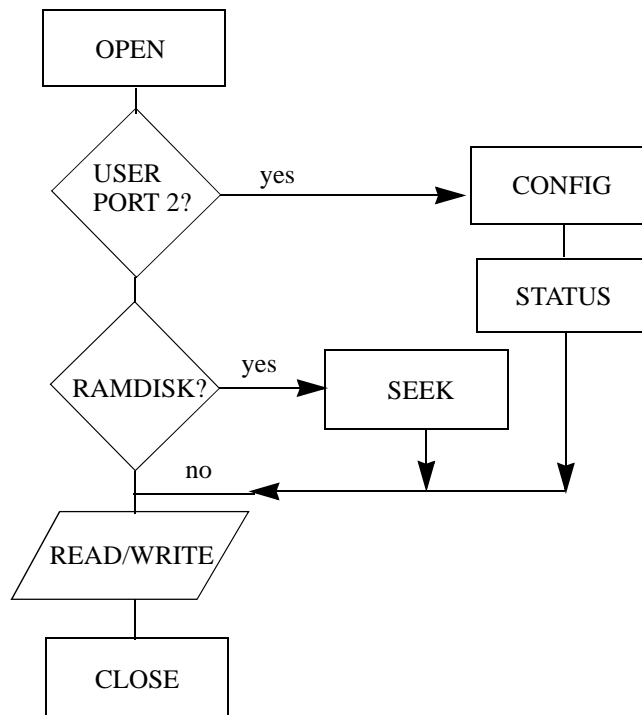 OPEN
USER
PORT 2?
yes
CONFIG
STATUS
RAMDISK?
yes
SEEK
no
READ/WRITE
CLOSE